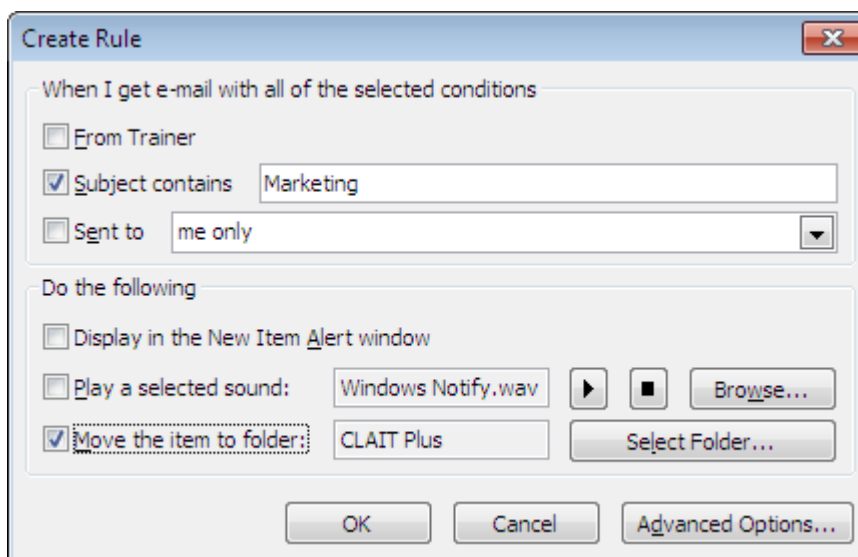 Create Rule
When I get e-mail with all of the selected conditions
From Trainer
Subject contains Marketing
Sent to me only
Do the following
Display in the New Item Alert window
Play a selected sound: Windows Notify.wav Browse...
Move the item to folder: CLAIT Plus Select Folder...
OK Cancel Advanced Options...